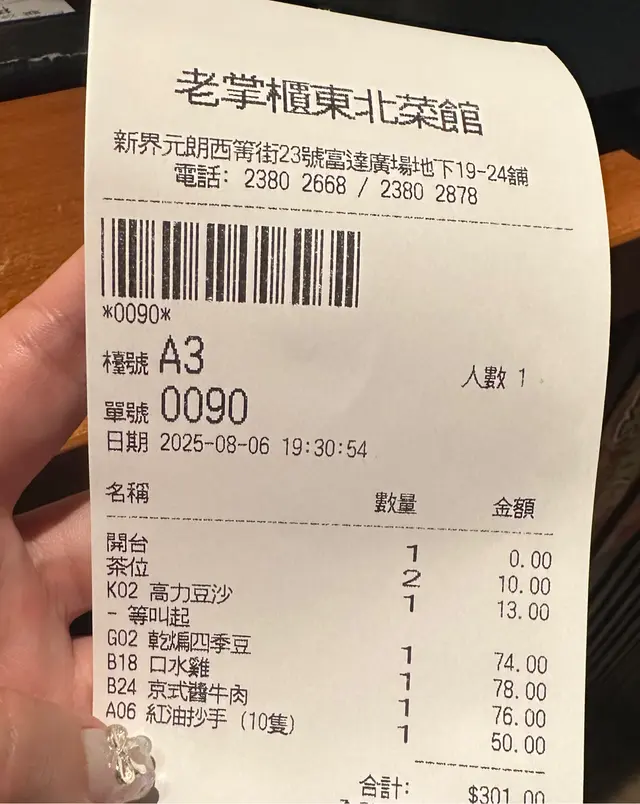 老掌櫃東北菜館
新界元朗西菁街23號富達廣場地下19-24舖
電話: 2380 2668 / 2380 2878
*0090*
檯號 A3 人數 1
單號 0090
日期 2025-08-06 19:30:54
名稱 數量 金額
開台 1 0.00
茶位 2 10.00
K02 高力豆沙 1 13.00
- 等叫起
G02 乾煸四季豆 1 74.00
B18 口水雞 1 78.00
B24 京式醬牛肉 1 76.00
A06 紅油抄手 (10隻) 1 50.00
合計: $301.00